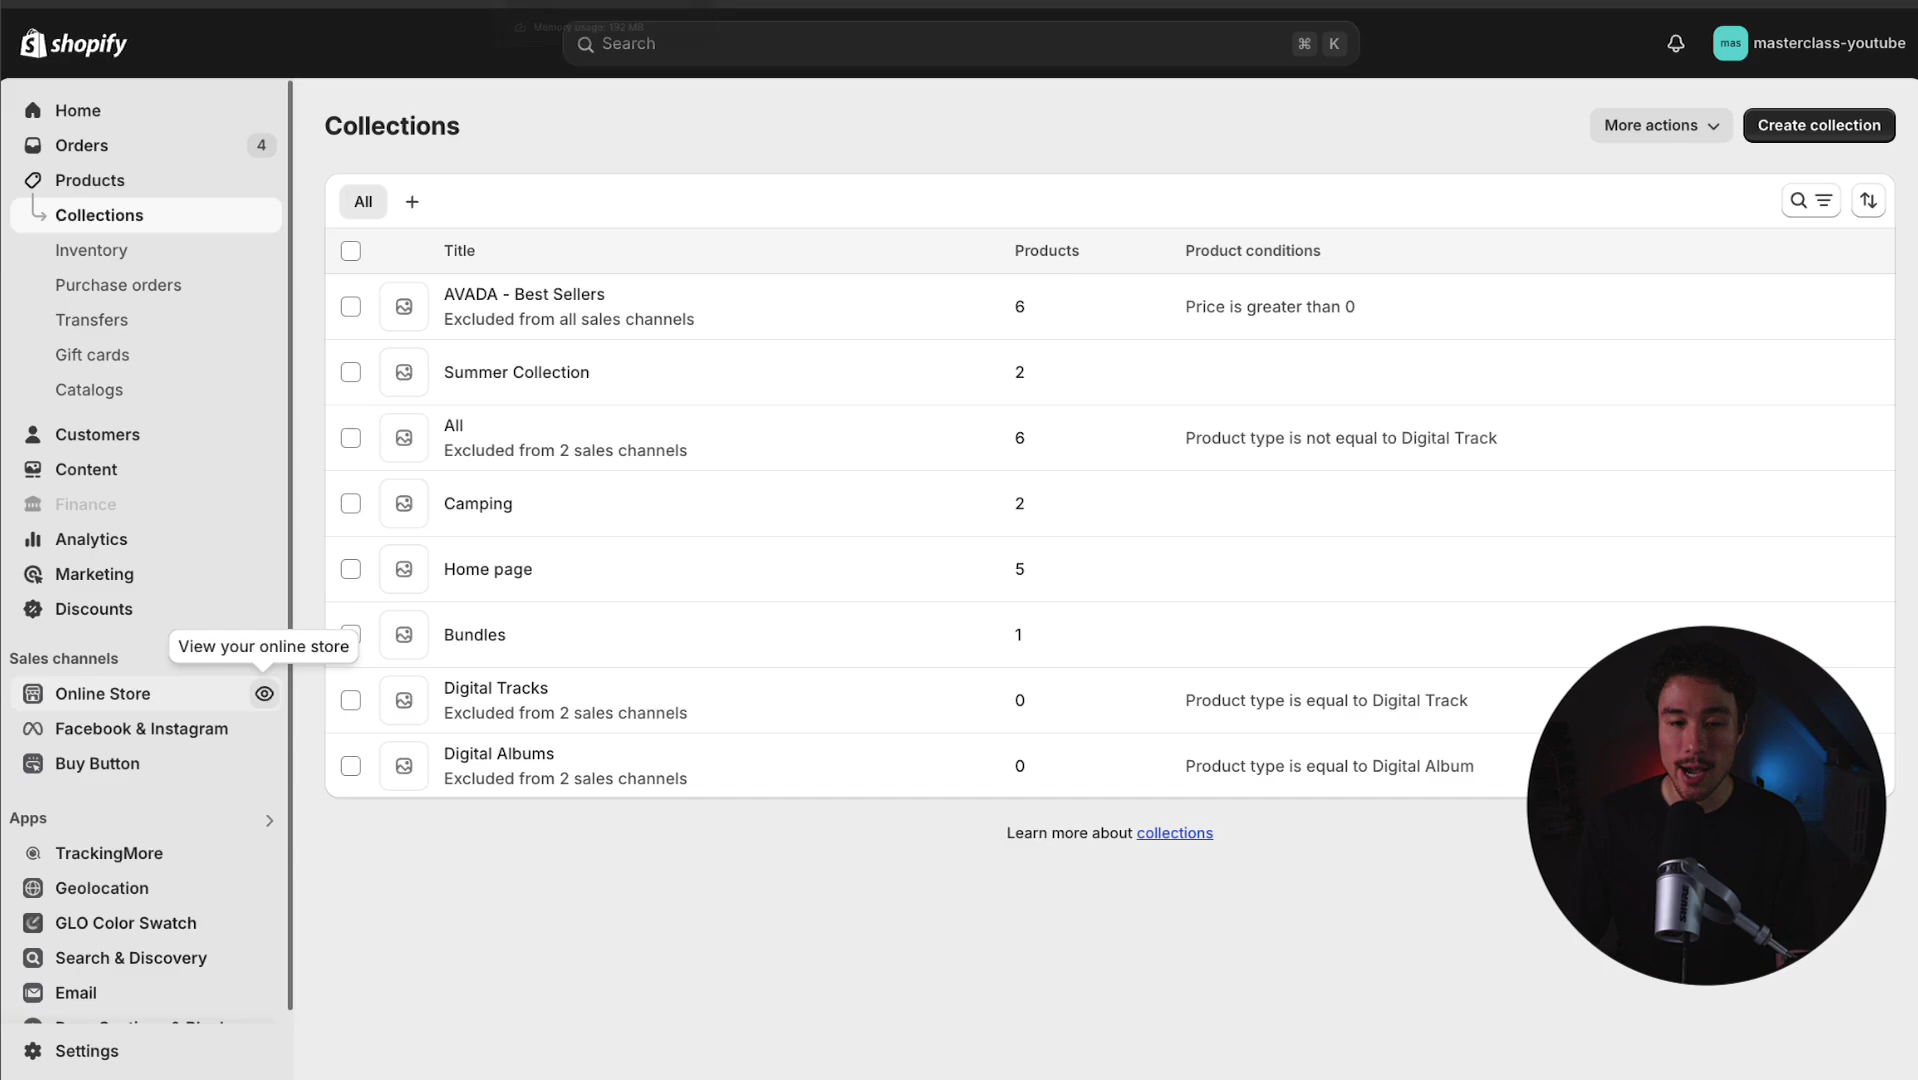 shopify
Memory usage: 192 MB
Search
⌘ K
mas
masterclass-youtube
Home
Orders
4
Products
Collections
Inventory
Purchase orders
Transfers
Gift cards
Catalogs
Customers
Content
Finance
Analytics
Marketing
Discounts
View your online store
Sales channels
Online Store
Facebook & Instagram
Buy Button
Apps
TrackingMore
Geolocation
GLO Color Swatch
Search & Discovery
Email
Settings
Collections
More actions
Create collection
All
+
Title Products Product conditions
AVADA - Best Sellers
Excluded from all sales channels
6
Price is greater than 0
Summer Collection
2
All
Excluded from 2 sales channels
6
Product type is not equal to Digital Track
Camping
2
Home page
5
Bundles
1
Digital Tracks
Excluded from 2 sales channels
0
Product type is equal to Digital Track
Digital Albums
Excluded from 2 sales channels
0
Product type is equal to Digital Album
Learn more about collections
SHURE